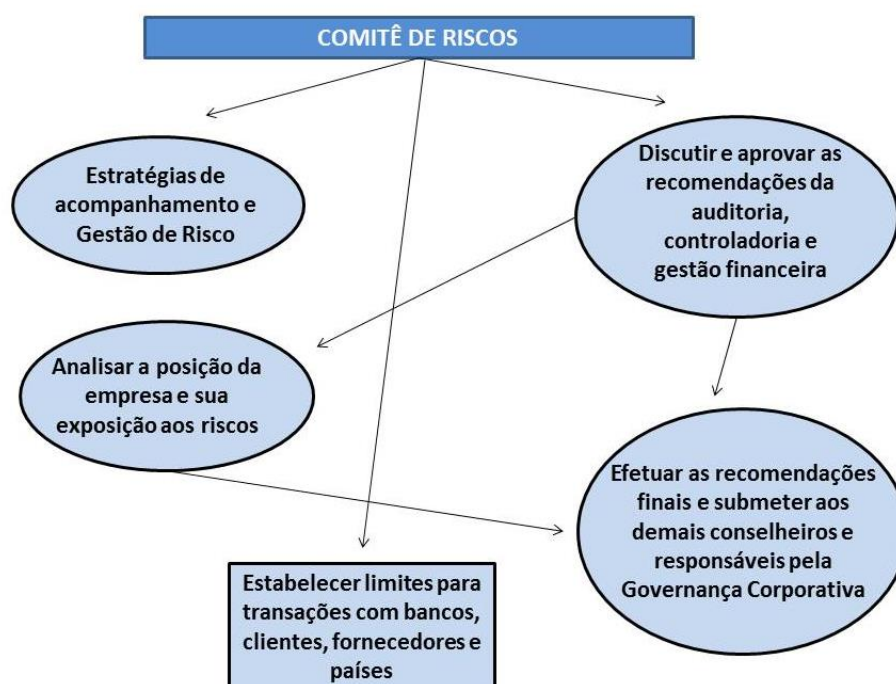 COMITÊ DE RISCOS
Estratégias de
acompanhamento e
Gestão de Risco
Discutir e aprovar as
recomendações da
auditoria,
controladoria e
gestão financeira
Analisar a posição da
empresa e sua
exposição aos riscos
Efetuar as recomendações
finais e submeter aos
demais conselheiros e
responsáveis pela
Governança Corporativa
Estabelecer limites para
transações com bancos,
clientes, fornecedores e
países